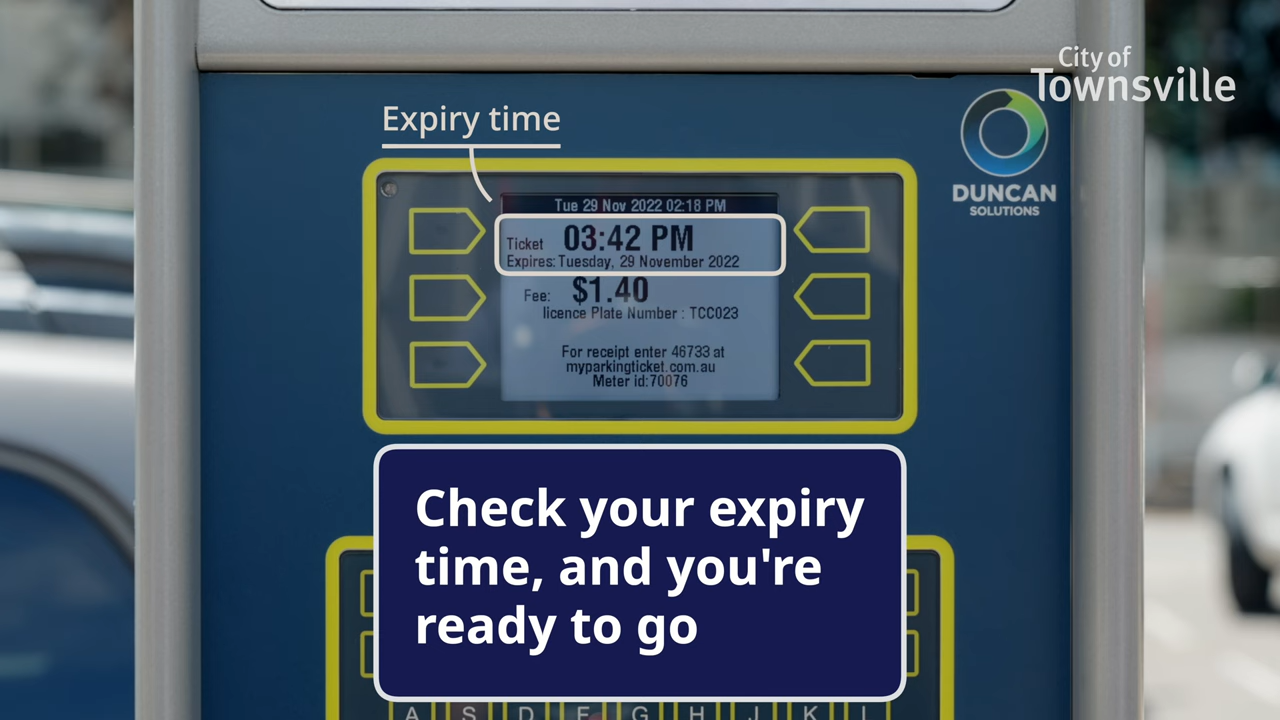 City of
Townsville
Expiry time
DUNCAN
SOLUTIONS
Tue 29 Nov 2022 02:18 PM
Ticket 03:42 PM
Expires: Tuesday, 29 November 2022
Fee: $1.40
licence Plate Number : TCC023
For receipt enter 46733 at
myparkingticket.com.au
Meter id:70076
Check your expiry
time, and you're
ready to go
A S D F G H J K L